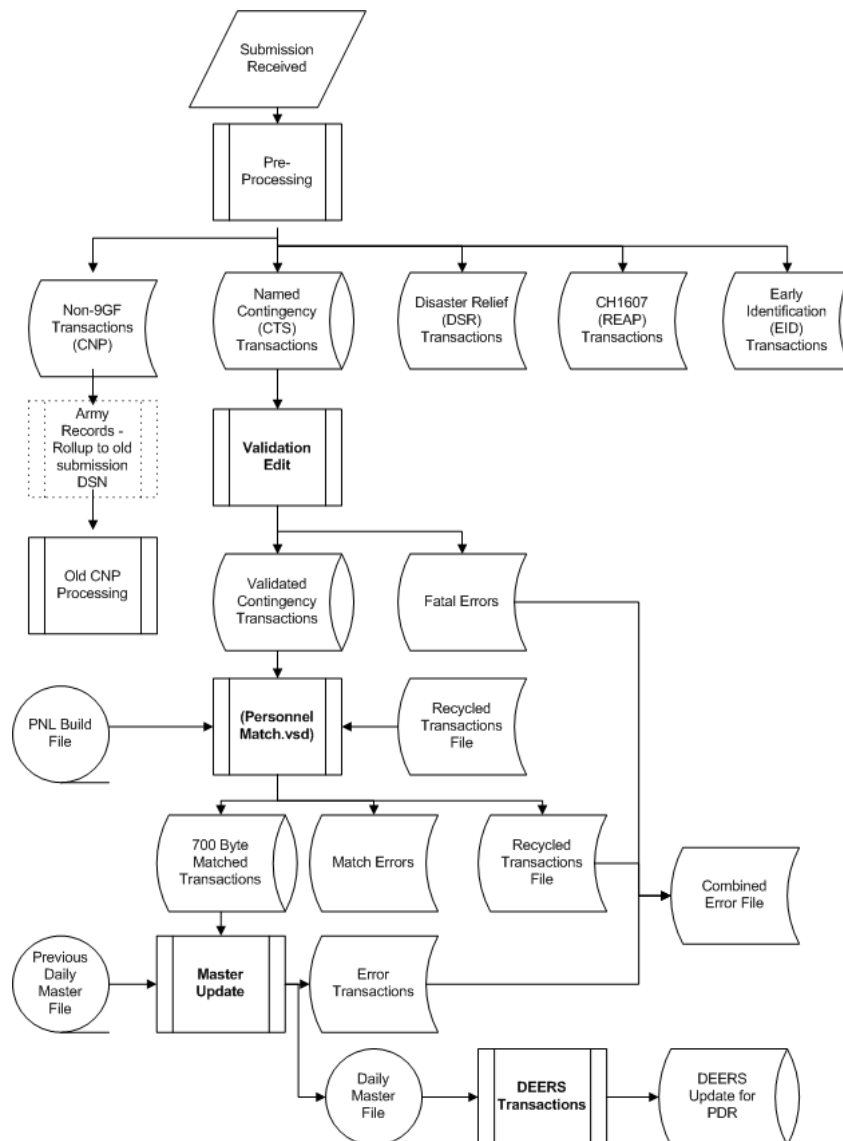 Submission
Received
Pre-
Processing
Non-9GF
Transactions
(CNP)
Named
Contingency
(CTS)
Transactions
Disaster Relief
(DSR)
Transactions
CH1607
(REAP)
Transactions
Early
Identification
(EID)
Transactions
Army
Records -
Rollup to old
submission
DSN
Validation
Edit
Old CNP
Processing
Validated
Contingency
Transactions
Fatal Errors
PNL Build
File
(Personnel
Match.vsd)
Recycled
Transactions
File
700 Byte
Matched
Transactions
Match Errors
Recycled
Transactions
File
Combined
Error File
Previous
Daily
Master
File
Master
Update
Error
Transactions
Daily
Master
File
DEERS
Transactions
DEERS
Update for
PDR